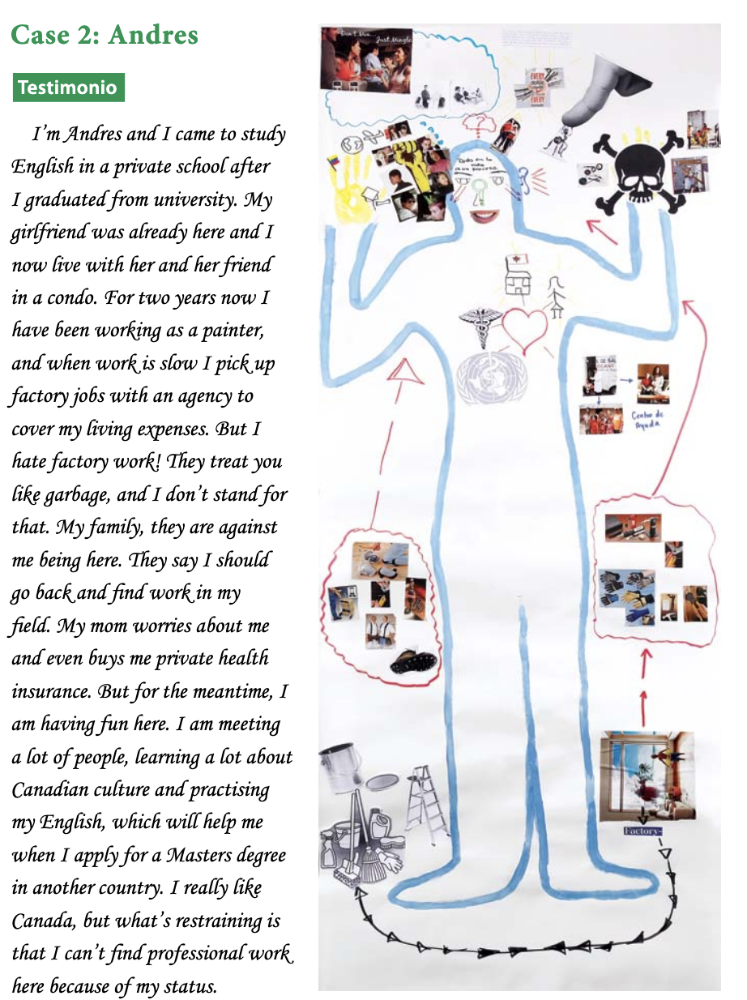 Case 2: Andres
Testimonio
I'm Andres and I came to study
English in a private school after
I graduated from university. My
girlfriend was already here and I
now live with her and her friend
in a condo. For two years now I
have been working as a painter,
and when work is slow I pick up
factory jobs with an agency to
cover my living expenses. But I
hate factory work! They treat you
like garbage, and I don't stand for
that. My family, they are against
me being here. They say I should
go back and find work in my
field. My mom worries about me
and even buys me private health
insurance. But for the meantime, I
am having fun here. I am meeting
a lot of people, learning a lot about
Canadian culture and practising
my English, which will help me
when I apply for a Masters degree
in another country. I really like
Canada, but what's restraining is
that I can't find professional work
here because of my status.
Don't Mix.
Just Mingle
EVERY
EVERY
Todo en la
vida
Centro de
Ayuda
Factory-